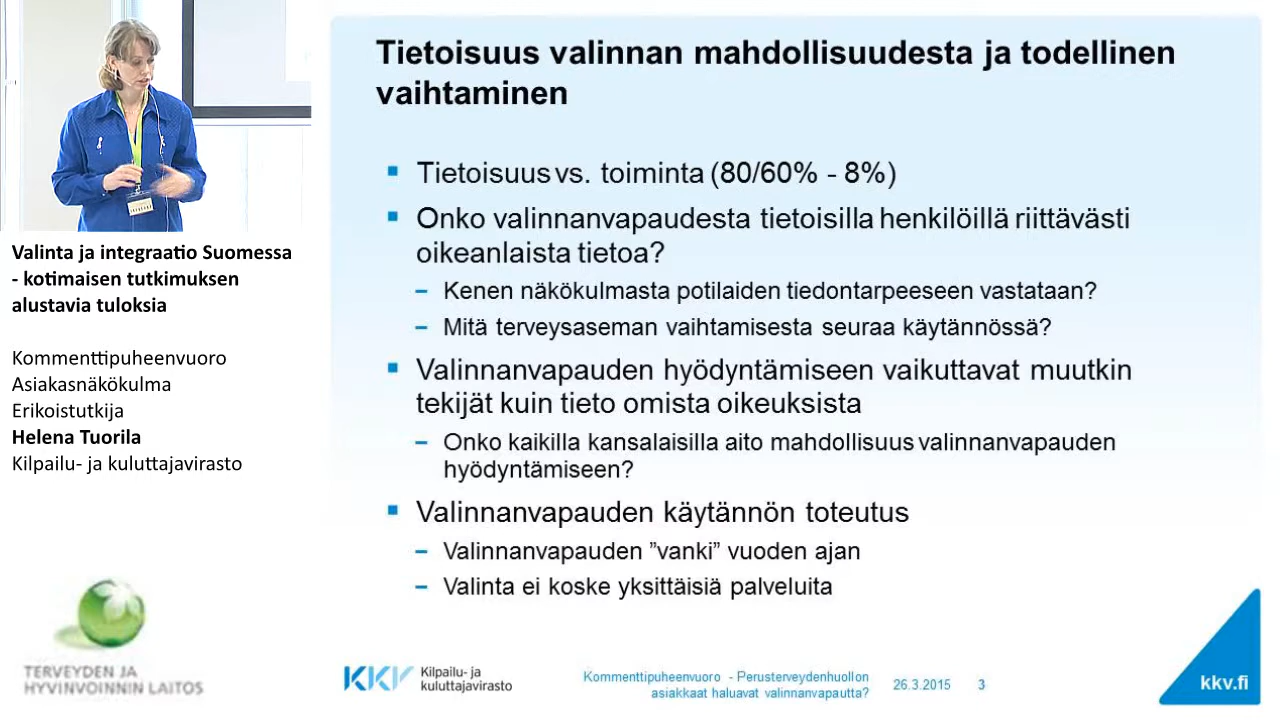 Tietoisuus valinnan mahdollisuudesta ja todellinen
vaihtaminen
▪ Tietoisuus vs. toiminta (80/60% - 8%)
▪ Onko valinnanvapaudesta tietoisilla henkilöillä riittävästi
oikeanlaista tietoa?
– Kenen näkökulmasta potilaiden tiedontarpeeseen vastataan?
– Mitä terveysaseman vaihtamisesta seuraa käytännössä?
▪ Valinnanvapauden hyödyntämiseen vaikuttavat muutkin
tekijät kuin tieto omista oikeuksista
– Onko kaikilla kansalaisilla aito mahdollisuus valinnanvapauden
hyödyntämiseen?
▪ Valinnanvapauden käytännön toteutus
– Valinnanvapauden ”vanki” vuoden ajan
– Valinta ei koske yksittäisiä palveluita
Valinta ja integraatio Suomessa
- kotimaisen tutkimuksen
alustavia tuloksia
Kommenttipuheenvuoro
Asiakasnäkökulma
Erikoistutkija
Helena Tuorila
Kilpailu- ja kuluttajavirasto
TERVEYDEN JA
HYVINVOINNIN LAITOS
KKV Kilpailu- ja
kuluttajavirasto
Kommenttipuheenvuoro - Perusterveydenhuollon
asiakkaat haluavat valinnanvapautta?
26.3.2015 3
kkv.fi